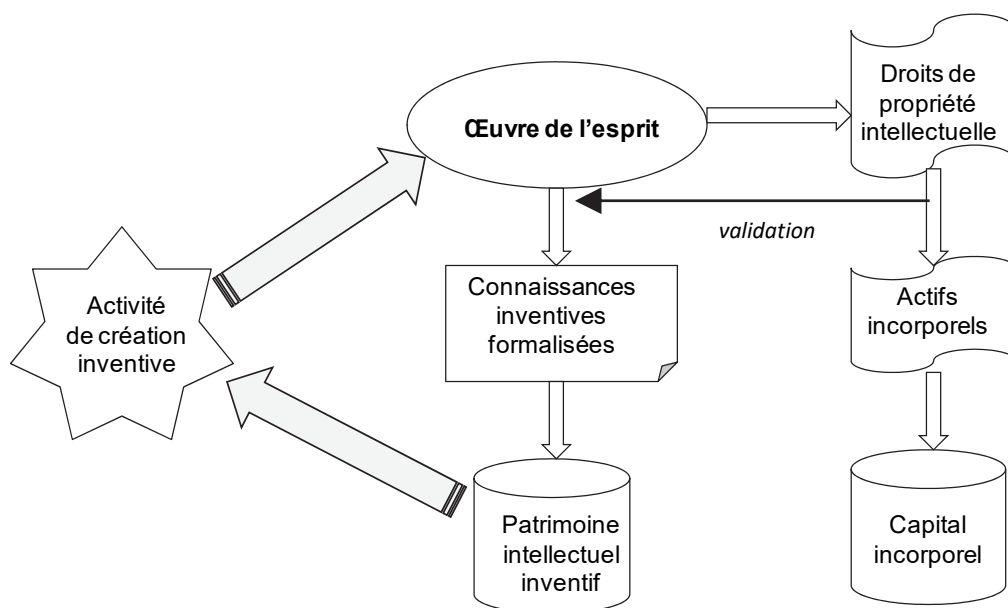 Œuvre de l’esprit
Droits de
propriété
intellectuelle
validation
Activité
de création
inventive
Connaissances
inventives
formalisées
Actifs
incorporels
Patrimoine
intellectuel
inventif
Capital
incorporel